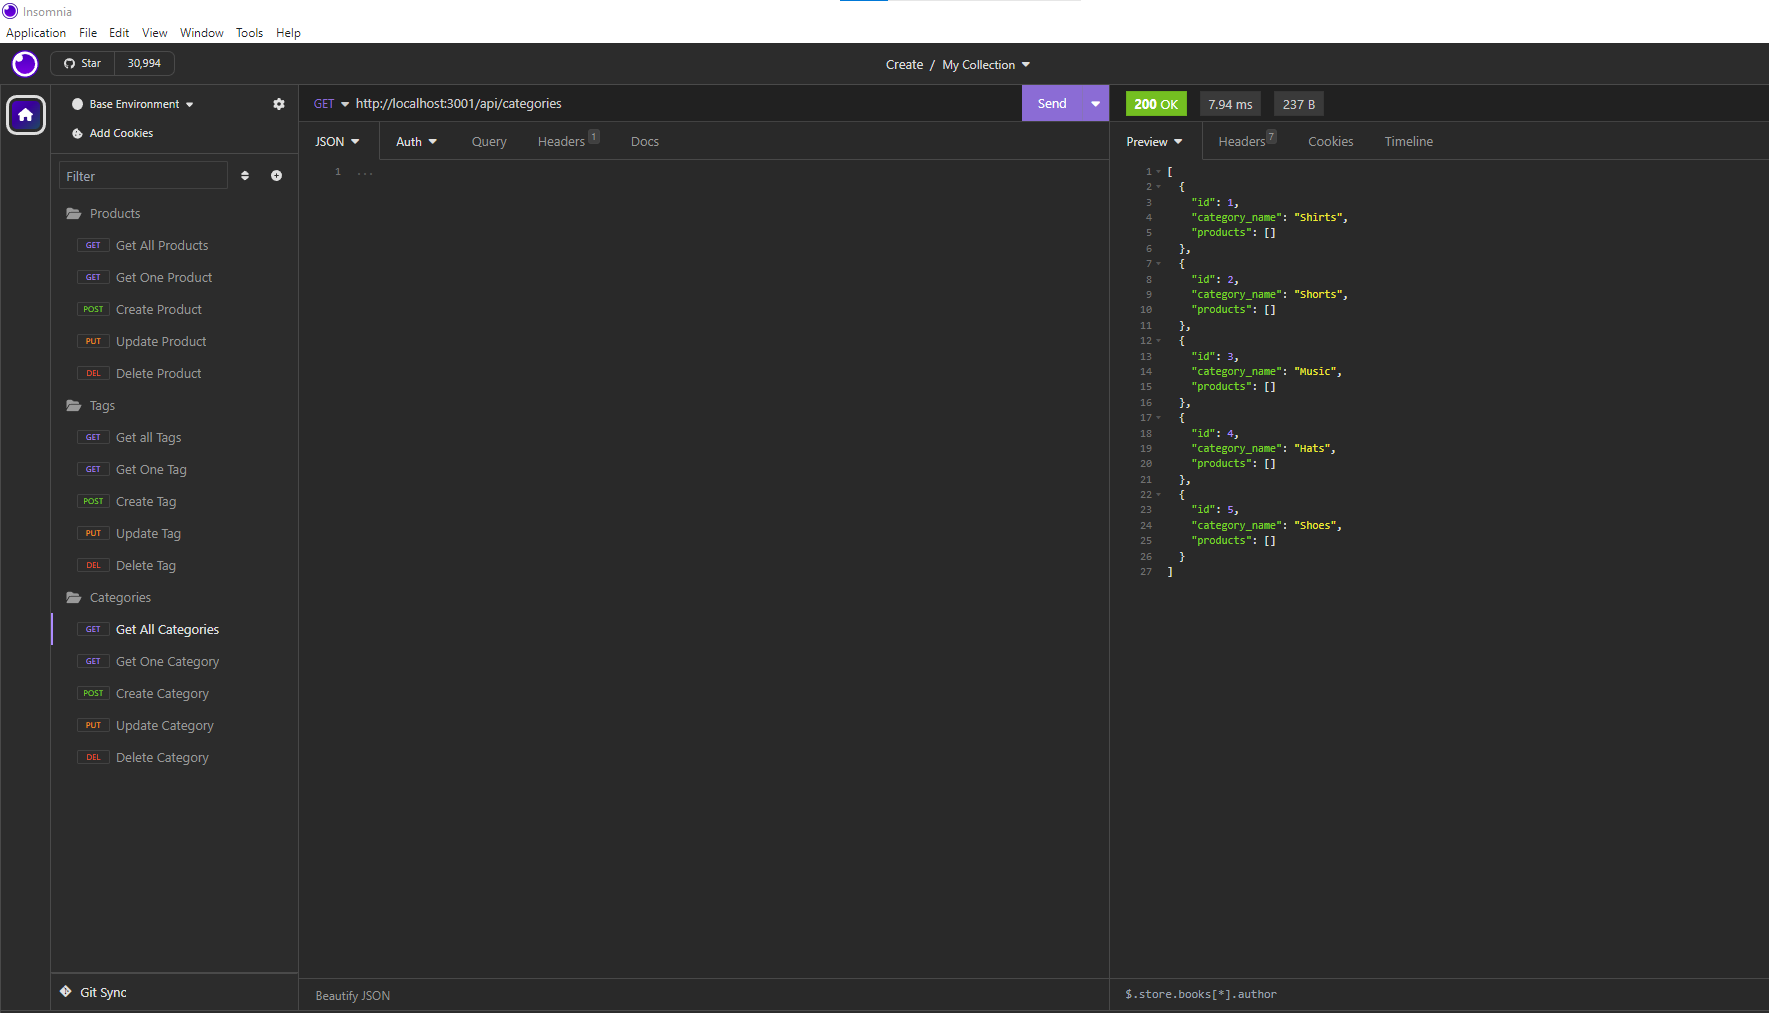 Insomnia
Application File Edit View Window Tools Help
Star 30,994
Create / My Collection
Base Environment
Add Cookies
Filter
Products
GET Get All Products
GET Get One Product
POST Create Product
PUT Update Product
DEL Delete Product
Tags
GET Get all Tags
GET Get One Tag
POST Create Tag
PUT Update Tag
DEL Delete Tag
Categories
GET Get All Categories
GET Get One Category
POST Create Category
PUT Update Category
DEL Delete Category
Git Sync
GET http://localhost:3001/api/categories Send
JSON Auth Query Headers 1 Docs
1 ...
Beautify JSON
200 OK 7.94 ms 237 B
Preview Headers 7 Cookies Timeline
1 [
2 {
3 "id": 1,
4 "category_name": "Shirts",
5 "products": []
6 },
7 {
8 "id": 2,
9 "category_name": "Shorts",
10 "products": []
11 },
12 {
13 "id": 3,
14 "category_name": "Music",
15 "products": []
16 },
17 {
18 "id": 4,
19 "category_name": "Hats",
20 "products": []
21 },
22 {
23 "id": 5,
24 "category_name": "Shoes",
25 "products": []
26 }
27 ]
$.store.books[*].author